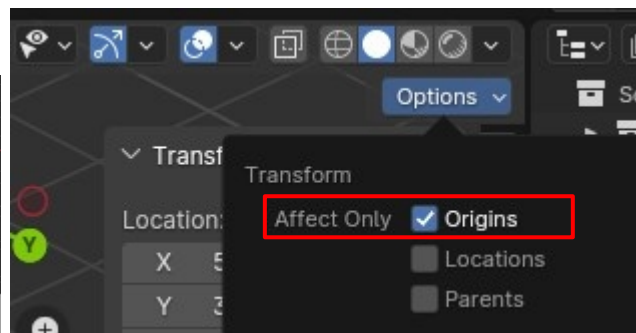 Options
Transf
Transform
Location:
Affect Only Origins
X 5
Locations
Y 3
Parents
Y